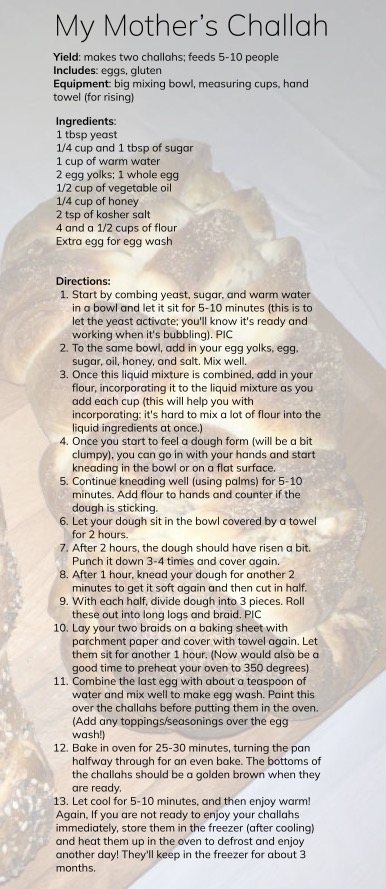 My Mother's Challah
Yield: makes two challahs; feeds 5-10 people
Includes: eggs, gluten
Equipment: big mixing bowl, measuring cups, hand
towel (for rising)
Ingredients:
1 tbsp yeast
1/4 cup and 1 tbsp of sugar
1 cup of warm water
2 egg yolks; 1 whole egg
1/2 cup of vegetable oil
1/4 cup of honey
2 tsp of kosher salt
4 and a 1/2 cups of flour
Extra egg for egg wash
Directions:
1. Start by combing yeast, sugar, and warm water
in a bowl and let it sit for 5-10 minutes (this is to
let the yeast activate; you'll know it's ready and
working when it's bubbling). PIC
2. To the same bowl, add in your egg yolks, egg,
sugar, oil, honey, and salt. Mix well.
3. Once this liquid mixture is combined, add in your
flour, incorporating it to the liquid mixture as you
add each cup (this will help you with
incorporating: it's hard to mix a lot of flour into the
liquid ingredients at once.)
4. Once you start to feel a dough form (will be a bit
clumpy), you can go in with your hands and start
kneading in the bowl or on a flat surface.
5. Continue kneading well (using palms) for 5-10
minutes. Add flour to hands and counter if the
dough is sticking.
6. Let your dough sit in the bowl covered by a towel
for 2 hours.
7. After 2 hours, the dough should have risen a bit.
Punch it down 3-4 times and cover again.
8. After 1 hour, knead your dough for another 2
minutes to get it soft again and then cut in half.
9. With each half, divide dough into 3 pieces. Roll
these out into long logs and braid. PIC
10. Lay your two braids on a baking sheet with
parchment paper and cover with towel again. Let
them sit for another 1 hour. (Now would also be a
good time to preheat your oven to 350 degrees)
11. Combine the last egg with about a teaspoon of
water and mix well to make egg wash. Paint this
over the challahs before putting them in the oven.
(Add any toppings/seasonings over the egg
wash!)
12. Bake in oven for 25-30 minutes, turning the pan
halfway through for an even bake. The bottoms of
the challahs should be a golden brown when they
are ready.
13. Let cool for 5-10 minutes, and then enjoy warm!
Again, If you are not ready to enjoy your challahs
immediately, store them in the freezer (after cooling)
and heat them up in the oven to defrost and enjoy
another day! They'll keep in the freezer for about 3
months.